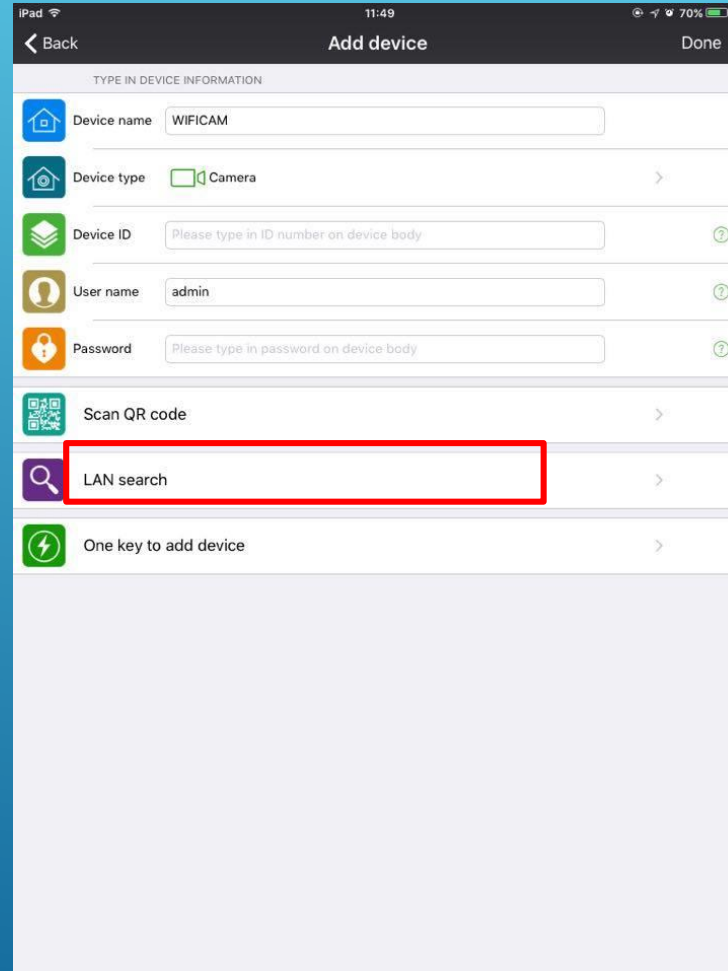 iPad 11:49 70%
Back Add device Done
TYPE IN DEVICE INFORMATION
Device name WIFICAM
Device type Camera
Device ID Please type in ID number on device body ?
User name admin ?
Password Please type in password on device body ?
Scan QR code
LAN search
One key to add device